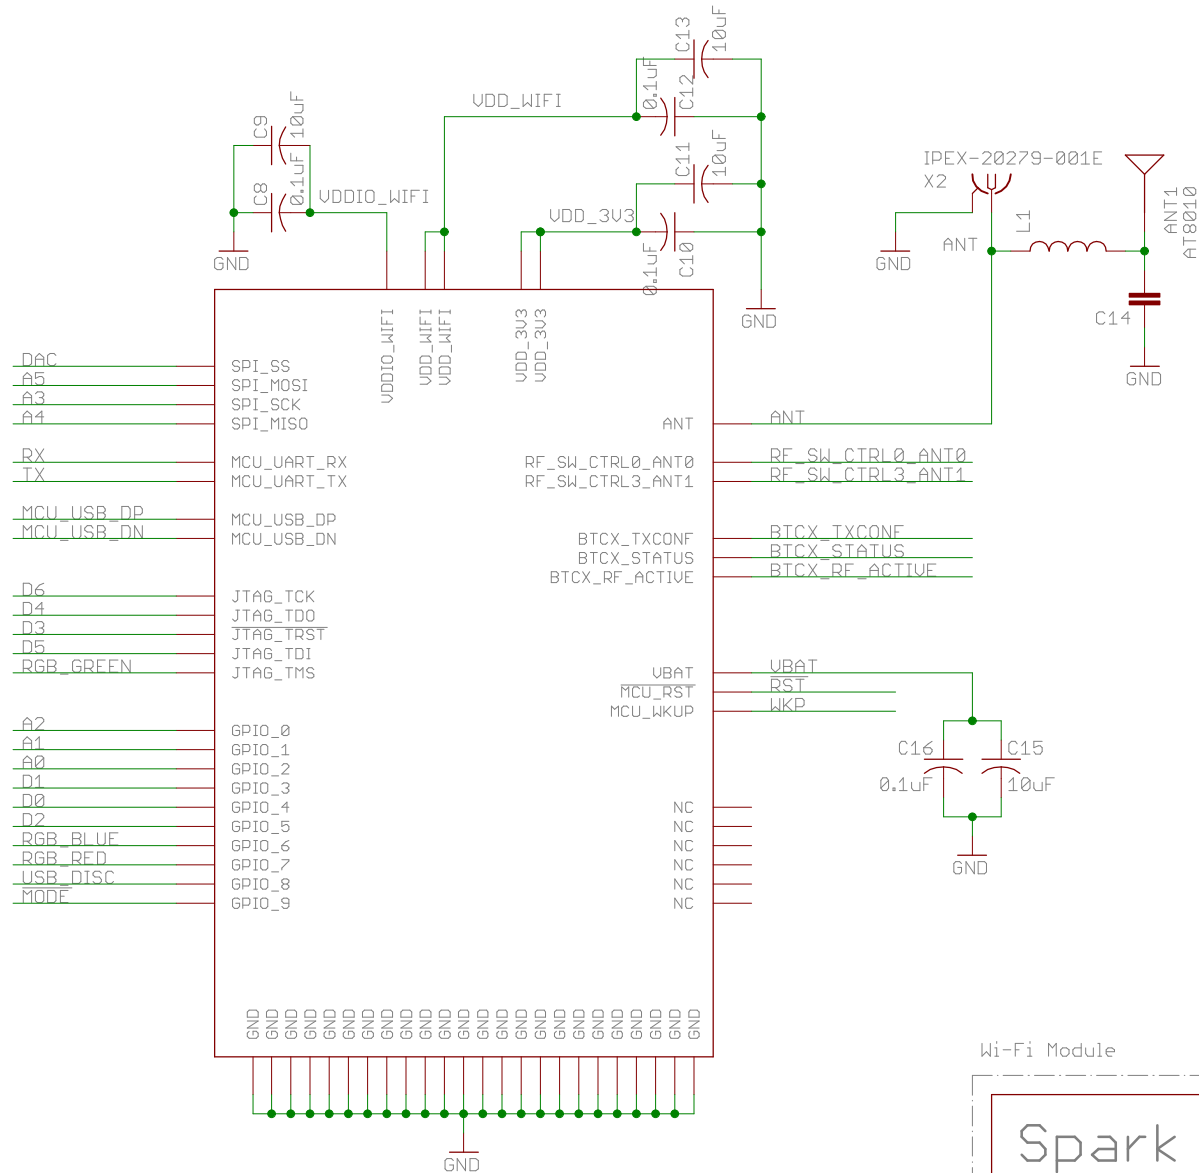 C13
10uF
0.1uF
C12
VDD_WIFI
C9
10uF
C8
0.1uF
VDDIO_WIFI
GND
C11
10uF
VDD_3V3
0.1uF
C10
GND
IPEX-20279-001E
X2
GND
ANT
L1
ANT1
AT8010
C14
GND
VDDIO_WIFI
VDD_WIFI
VDD_WIFI
VDD_3V3
VDD_3V3
DAC SPI_SS
A5 SPI_MOSI
A3 SPI_SCK
A4 SPI_MISO
ANT ANT
RX MCU_UART_RX
TX MCU_UART_TX
RF_SW_CTRL0_ANT0 RF_SW_CTRL0_ANT0
RF_SW_CTRL3_ANT1 RF_SW_CTRL3_ANT1
MCU_USB_DP MCU_USB_DP
MCU_USB_DN MCU_USB_DN
BTCX_TXCONF BTCX_TXCONF
BTCX_STATUS BTCX_STATUS
BTCX_RF_ACTIVE BTCX_RF_ACTIVE
D6 JTAG_TCK
D4 JTAG_TDO
D3 JTAG_TRST
D5 JTAG_TDI
RGB_GREEN JTAG_TMS
VBAT VBAT
MCU_RST RST
MCU_WKUP WKP
A2 GPIO_0
A1 GPIO_1
A0 GPIO_2
D1 GPIO_3
D0 GPIO_4
D2 GPIO_5
RGB_BLUE GPIO_6
RGB_RED GPIO_7
USB_DISC GPIO_8
MODE GPIO_9
C16
0.1uF
C15
10uF
GND
NC
NC
NC
NC
NC
NC
GND GND GND GND GND GND GND GND GND GND GND GND GND GND GND GND GND GND GND GND GND GND GND GND
GND
Wi-Fi Module
Spark